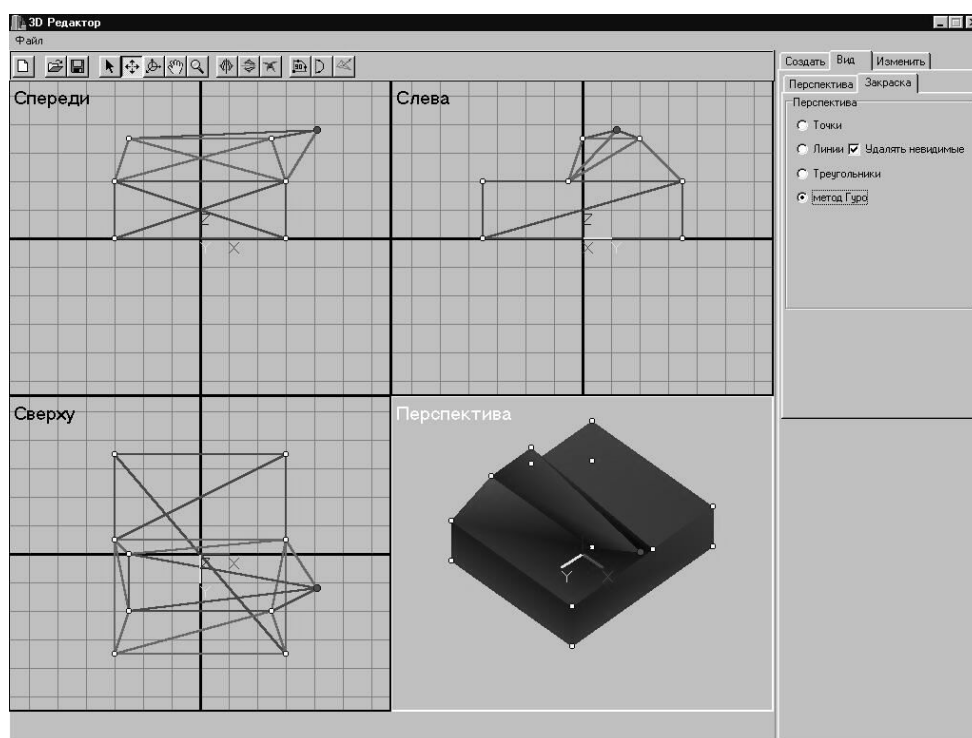 3D Редактор
Файл
Создать Вид Изменить
Перспектива Закраска
Перспектива
Точки
Линии Удалять невидимые
Треугольники
метод Гуро
Спереди
Z
Y X
Слева
Z
X Y
Сверху
Z X
Y
Перспектива
Y X